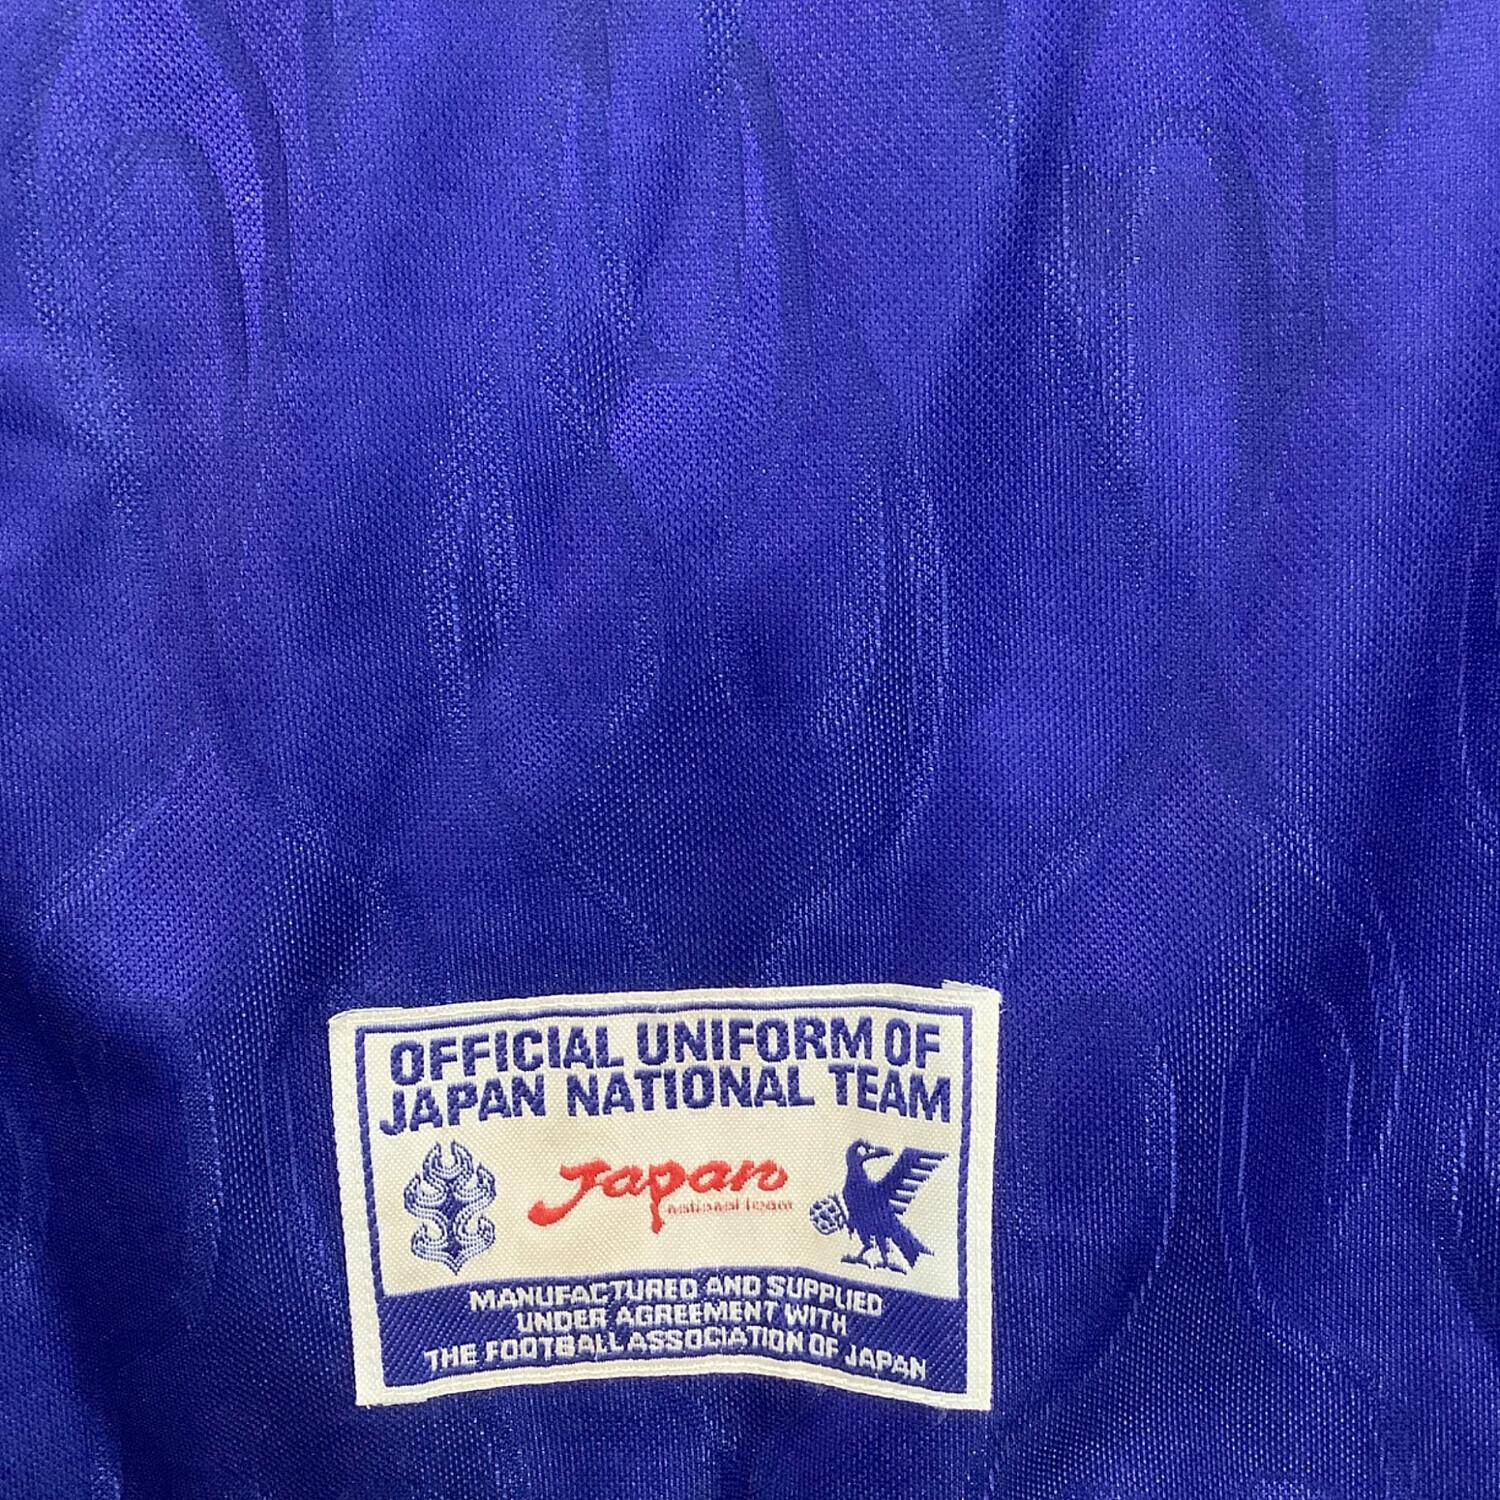 OFFICIAL UNIFORM OF
JAPAN NATIONAL TEAM
Japan
national team
MANUFACTURED AND SUPPLIED
UNDER AGREEMENT WITH
THE FOOTBALL ASSOCIATION OF JAPAN